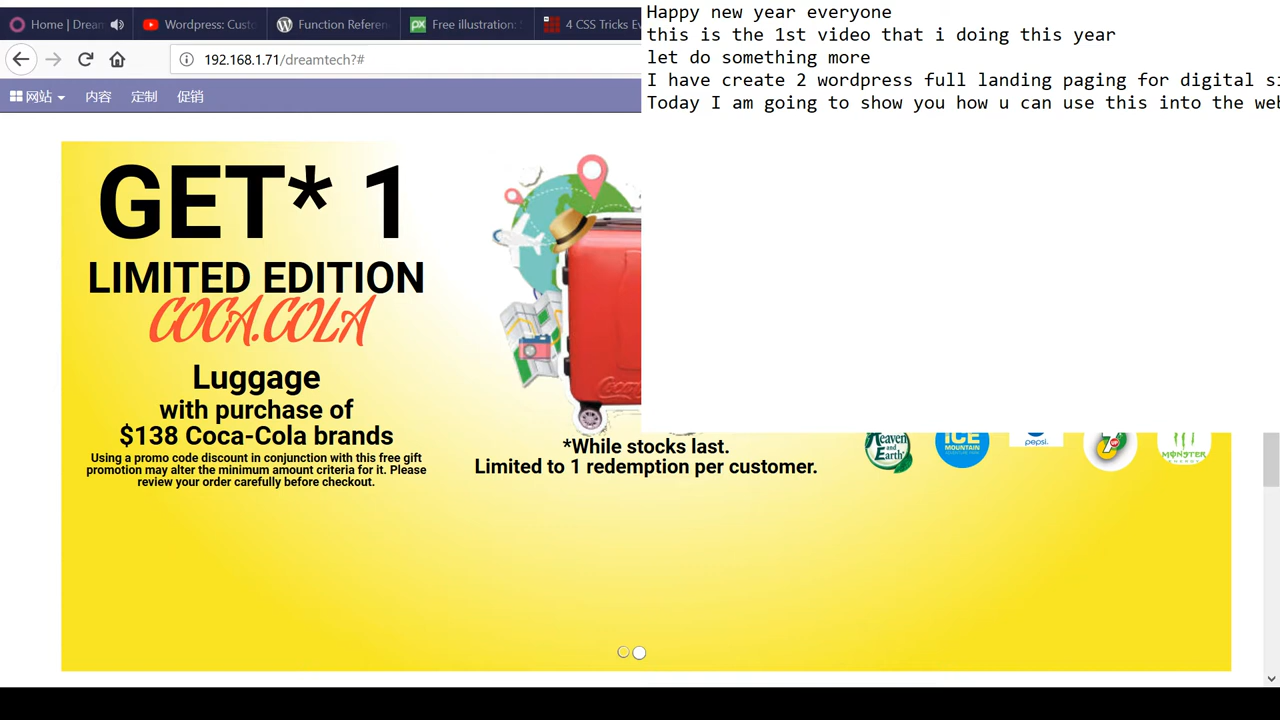 Home | Dream
Wordpress: Custo
Function Referen
Free illustration:
4 CSS Tricks Ev
192.168.1.71/dreamtech?#
网站
内容
定制
促销
Happy new year everyone
this is the 1st video that i doing this year
let do something more
I have create 2 wordpress full landing paging for digital si
Today I am going to show you how u can use this into the web
GET* 1
LIMITED EDITION
COCA.COLA
Luggage
with purchase of
$138 Coca-Cola brands
Using a promo code discount in conjunction with this free gift
promotion may alter the minimum amount criteria for it. Please
review your order carefully before checkout.
*While stocks last.
Limited to 1 redemption per customer.
Heaven
and
Earth
ICE
MOUNTAIN
pepsi.
7
UP
MONSTER
ENERGY